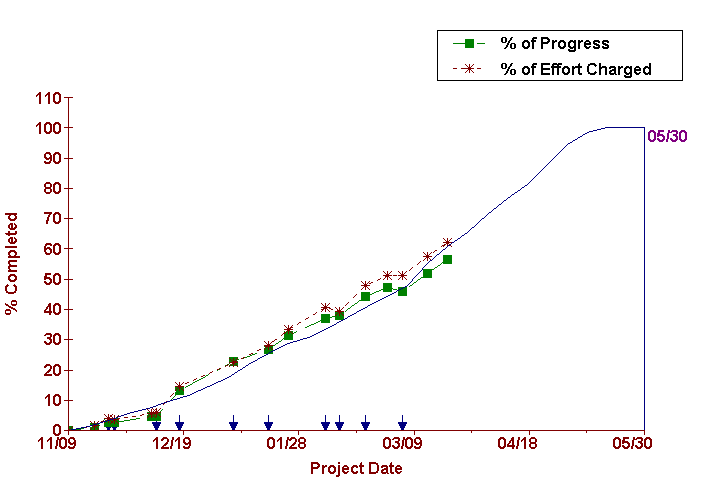 % of Progress
% of Effort Charged
110
100
90
80
70
60
50
40
30
20
10
0
% Completed
05/30
11/09 12/19 01/28 03/09 04/18 05/30
Project Date